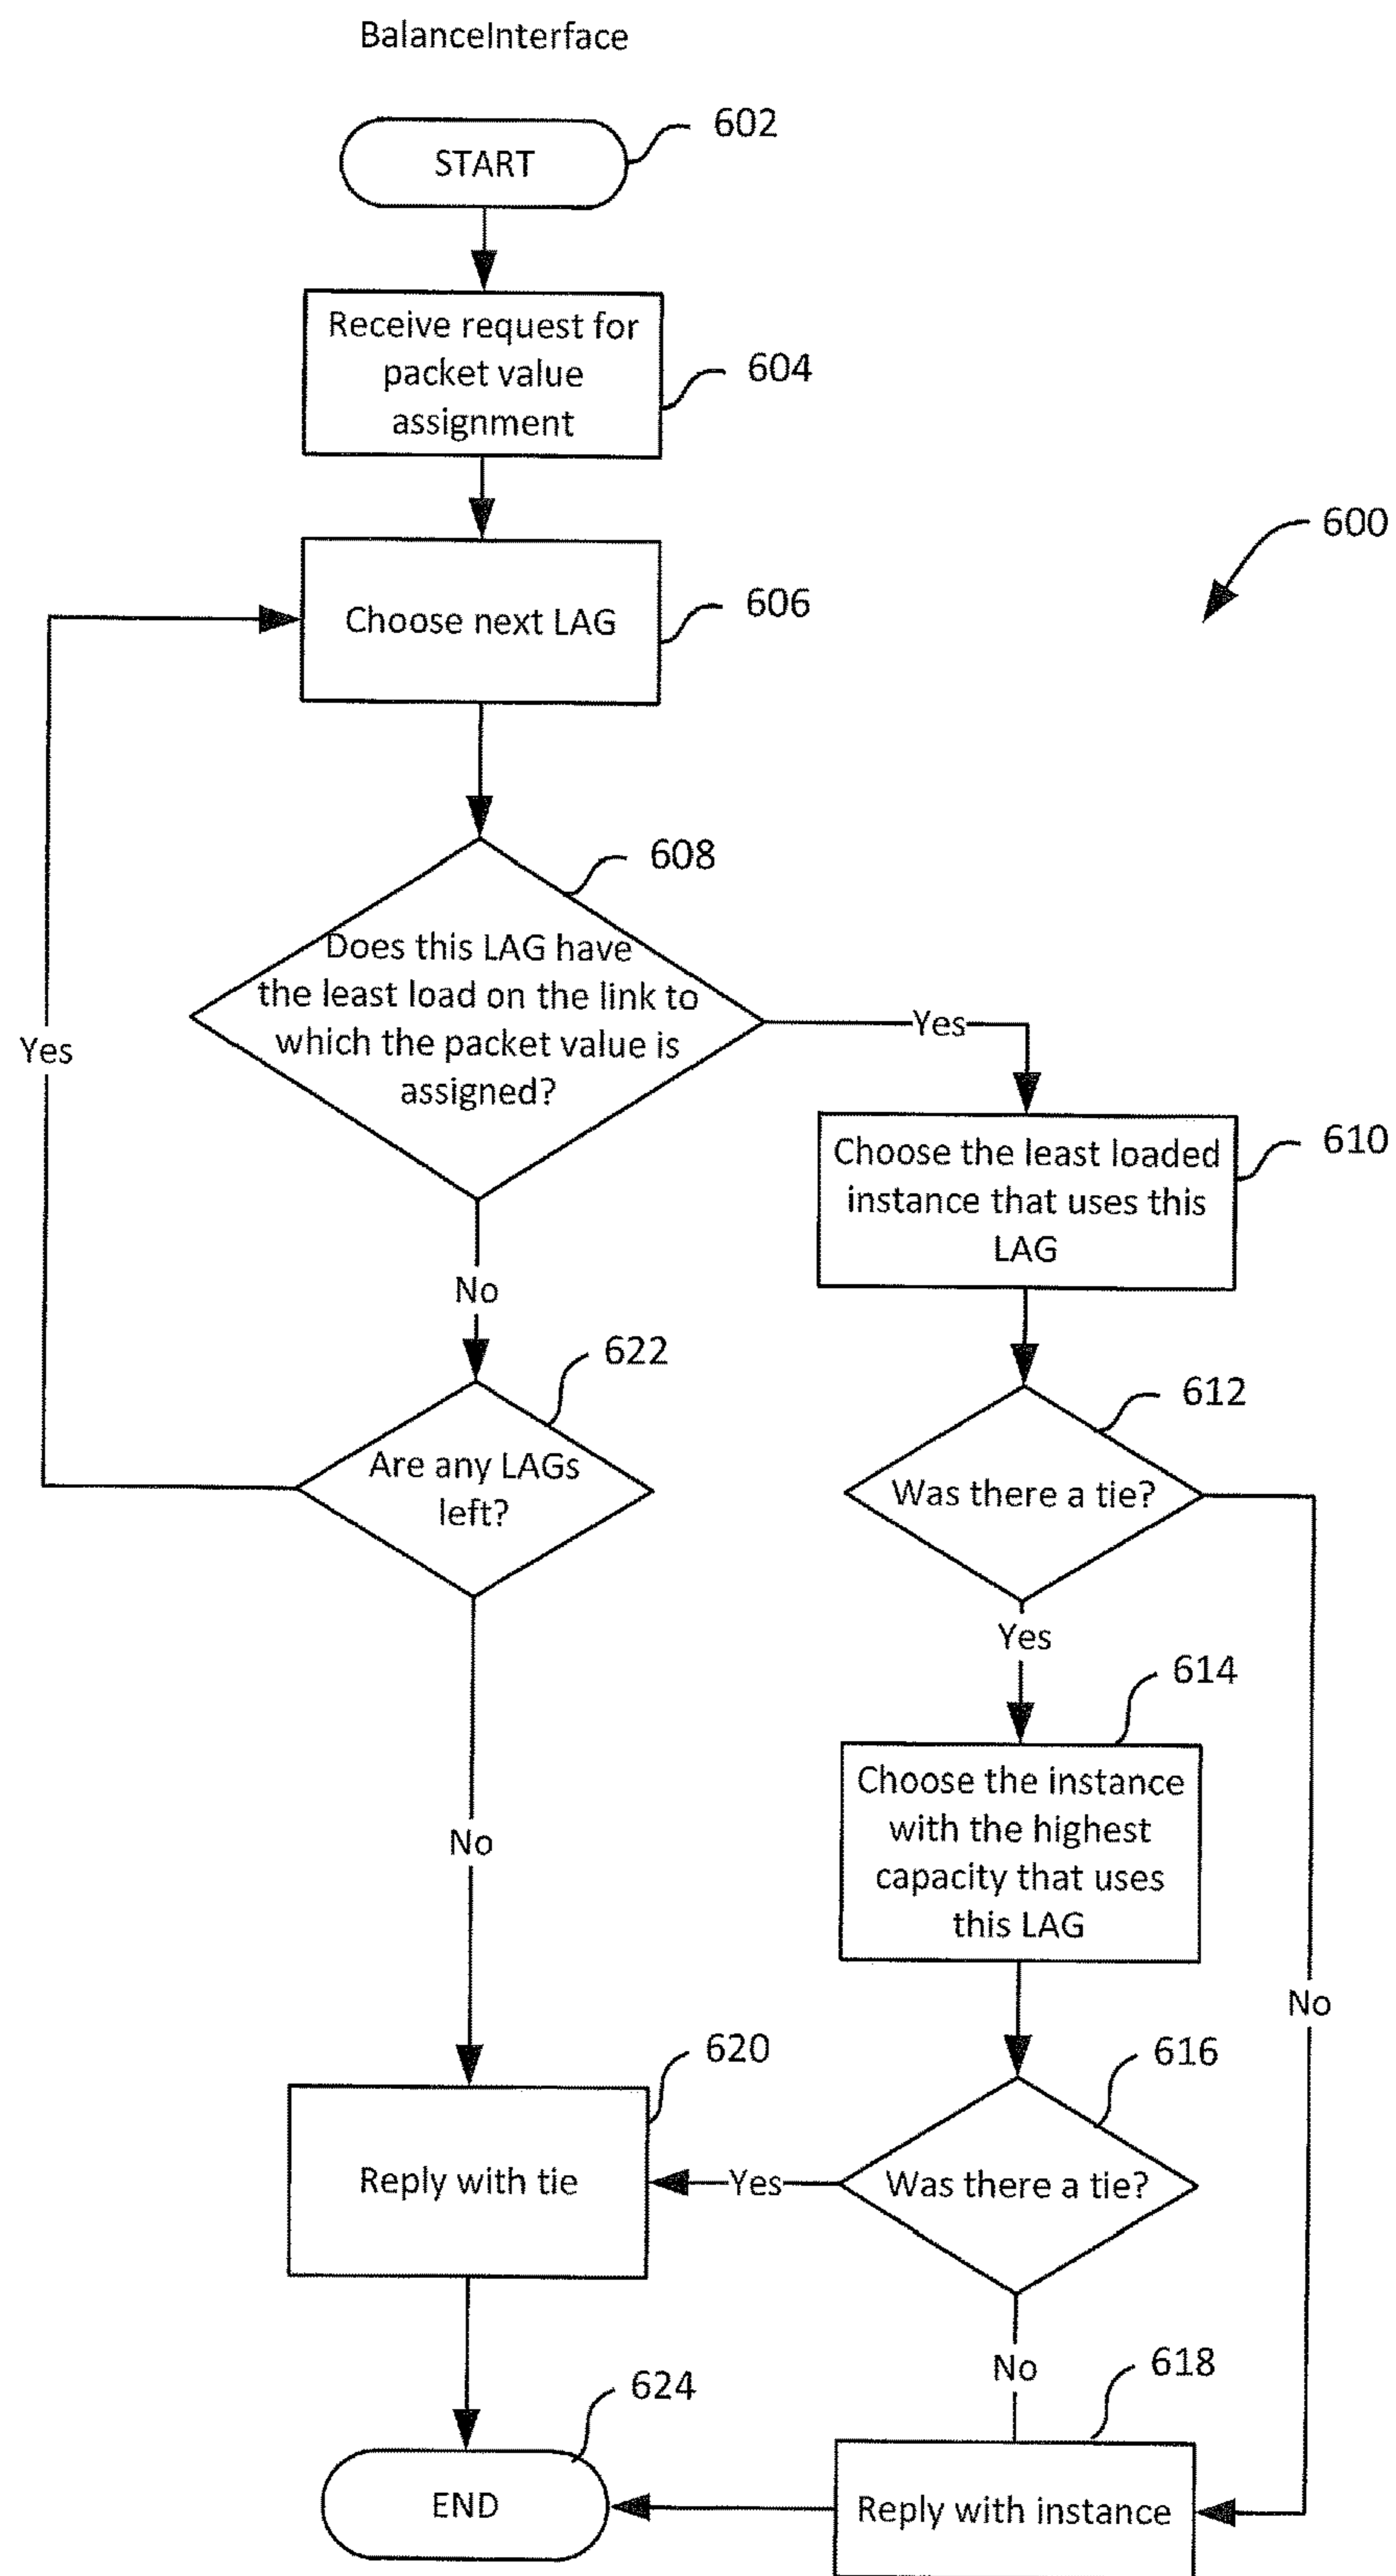 BalanceInterface
START
602
Receive request for
packet value
assignment
604
600
Choose next LAG
606
608
Does this LAG have
the least load on the link to
which the packet value is
assigned?
Yes
Yes
610
Choose the least loaded
instance that uses this
LAG
No
622
Are any LAGs
left?
612
Was there a tie?
Yes
614
Choose the instance
with the highest
capacity that uses
this LAG
No
No
620
Reply with tie
616
Was there a tie?
Yes
No
618
Reply with instance
624
END